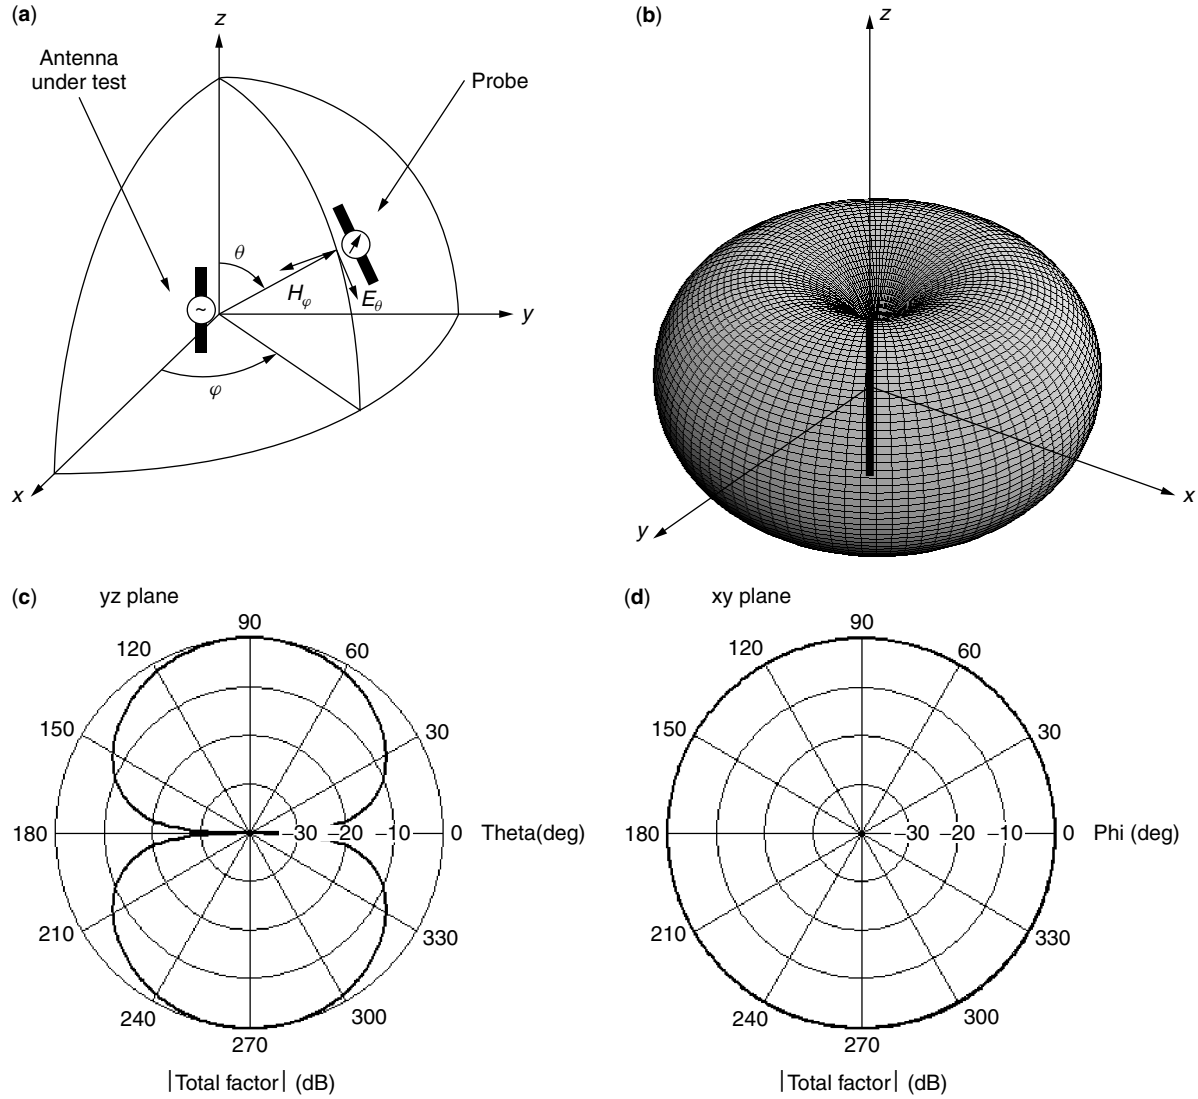 (a)
z
Antenna
under test
Probe
θ
Hφ
Eθ
y
~
φ
x
(b)
z
x
y
(c) yz plane
90
120 60
150 30
180 −30 −20 −10 0 Theta(deg)
210 330
240 300
270
|Total factor| (dB)
(d) xy plane
90
120 60
150 30
180 −30 −20 −10 0 Phi (deg)
210 330
240 300
270
|Total factor| (dB)